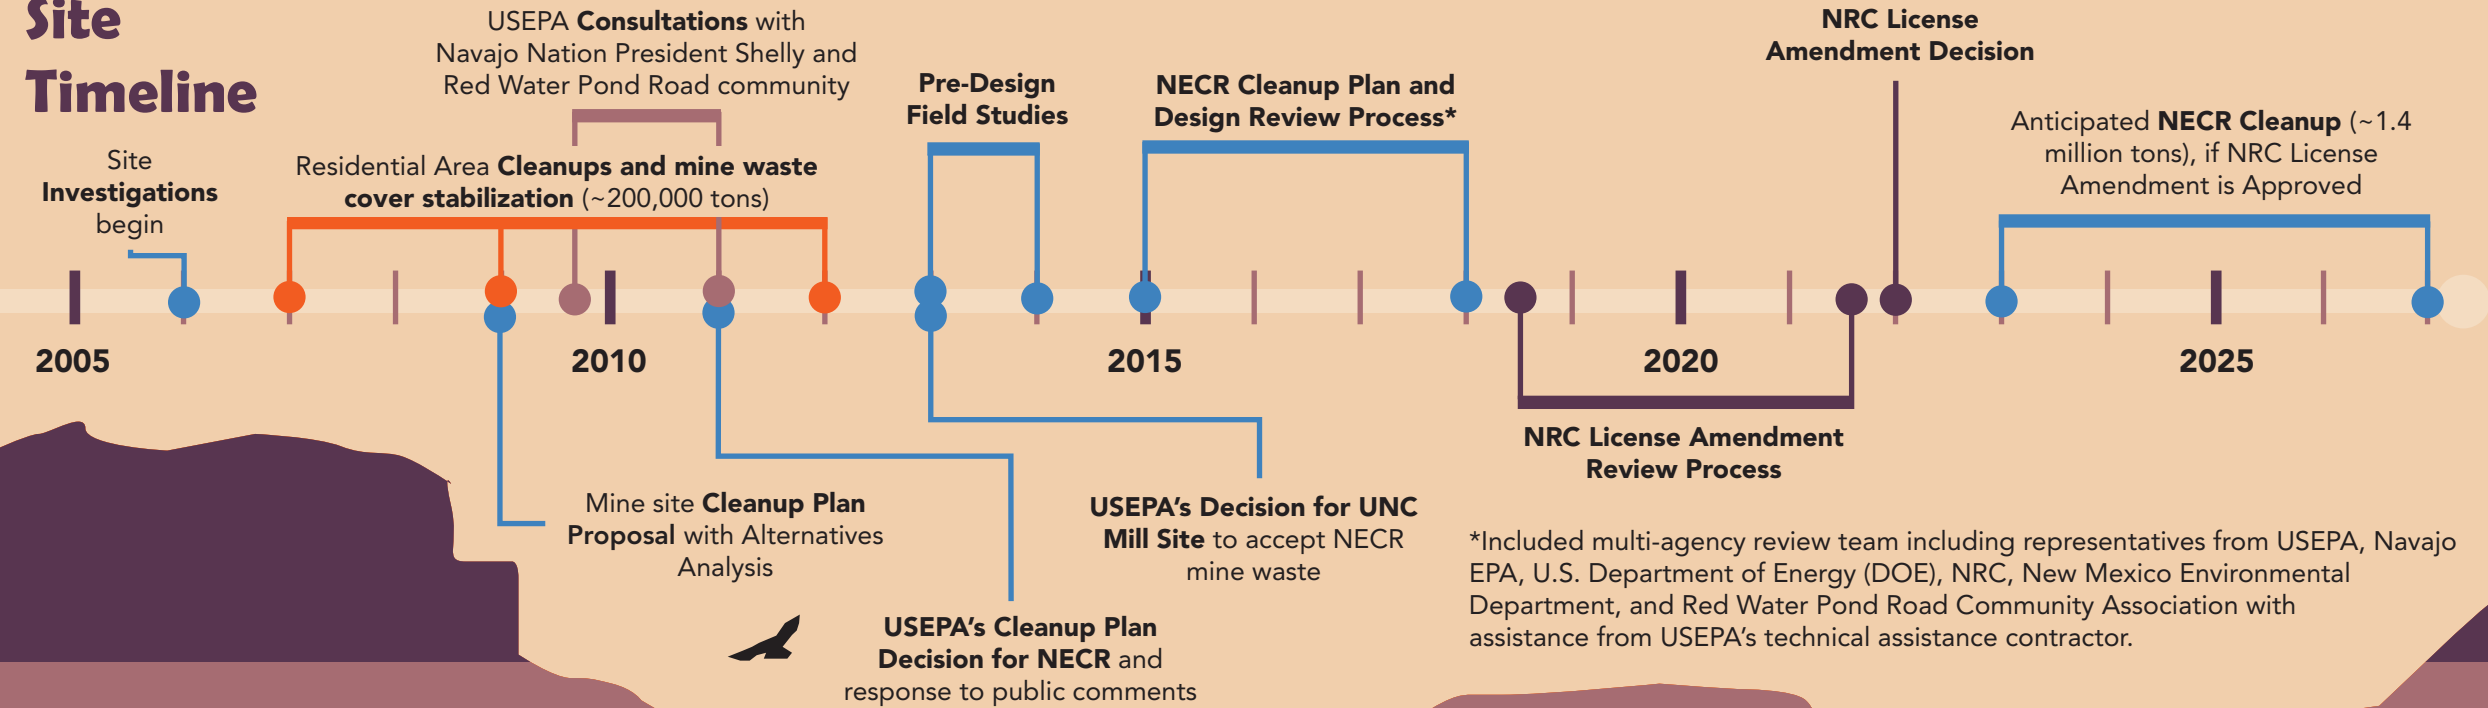 Site
Timeline
Site
Investigations
begin
USEPA Consultations with
Navajo Nation President Shelly and
Red Water Pond Road community
Residential Area Cleanups and mine waste
cover stabilization (~200,000 tons)
Pre-Design
Field Studies
NECR Cleanup Plan and
Design Review Process*
NRC License
Amendment Decision
Anticipated NECR Cleanup (~1.4
million tons), if NRC License
Amendment is Approved
2005
2010
2015
2020
2025
Mine site Cleanup Plan
Proposal with Alternatives
Analysis
USEPA’s Cleanup Plan
Decision for NECR and
response to public comments
USEPA’s Decision for UNC
Mill Site to accept NECR
mine waste
NRC License Amendment
Review Process
*Included multi-agency review team including representatives from USEPA, Navajo
EPA, U.S. Department of Energy (DOE), NRC, New Mexico Environmental
Department, and Red Water Pond Road Community Association with
assistance from USEPA’s technical assistance contractor.